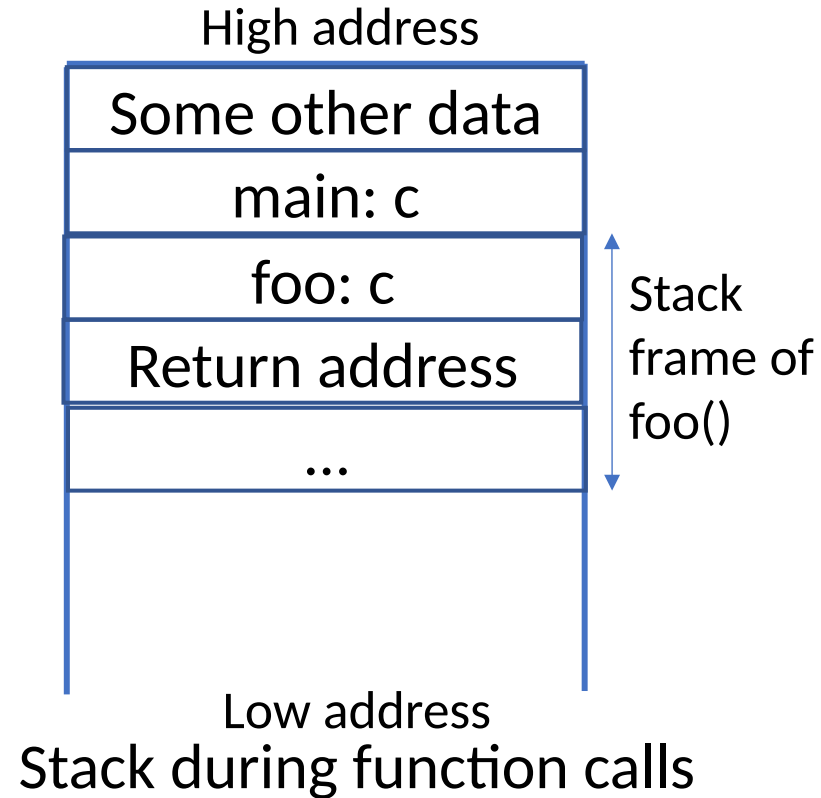 High address
Some other data
main: c
foo: c
Return address
...
Stack
frame of
foo()
Low address
Stack during function calls